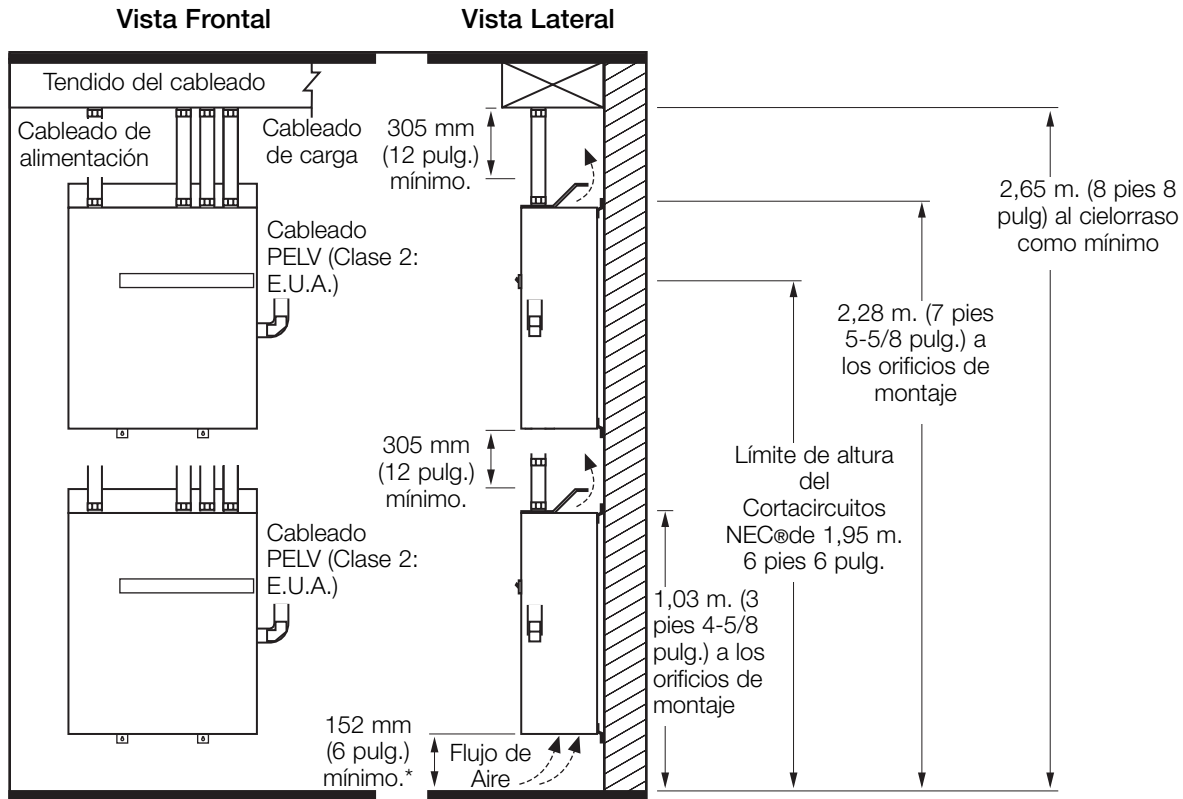 Vista Frontal
Vista Lateral
Tendido del cableado
Cableado de
alimentación
Cableado
de carga
305 mm
(12 pulg.)
mínimo.
2,65 m. (8 pies 8
pulg) al cielorraso
como mínimo
Cableado
PELV (Clase 2:
E.U.A.)
2,28 m. (7 pies
5-5/8 pulg.) a
los orificios de
montaje
305 mm
(12 pulg.)
mínimo.
Límite de altura
del
Cortacircuitos
NEC®de 1,95 m.
6 pies 6 pulg.
Cableado
PELV (Clase 2:
E.U.A.)
1,03 m. (3
pies 4-5/8
pulg.) a los
orificios de
montaje
152 mm
(6 pulg.)
mínimo.*
Flujo de
Aire